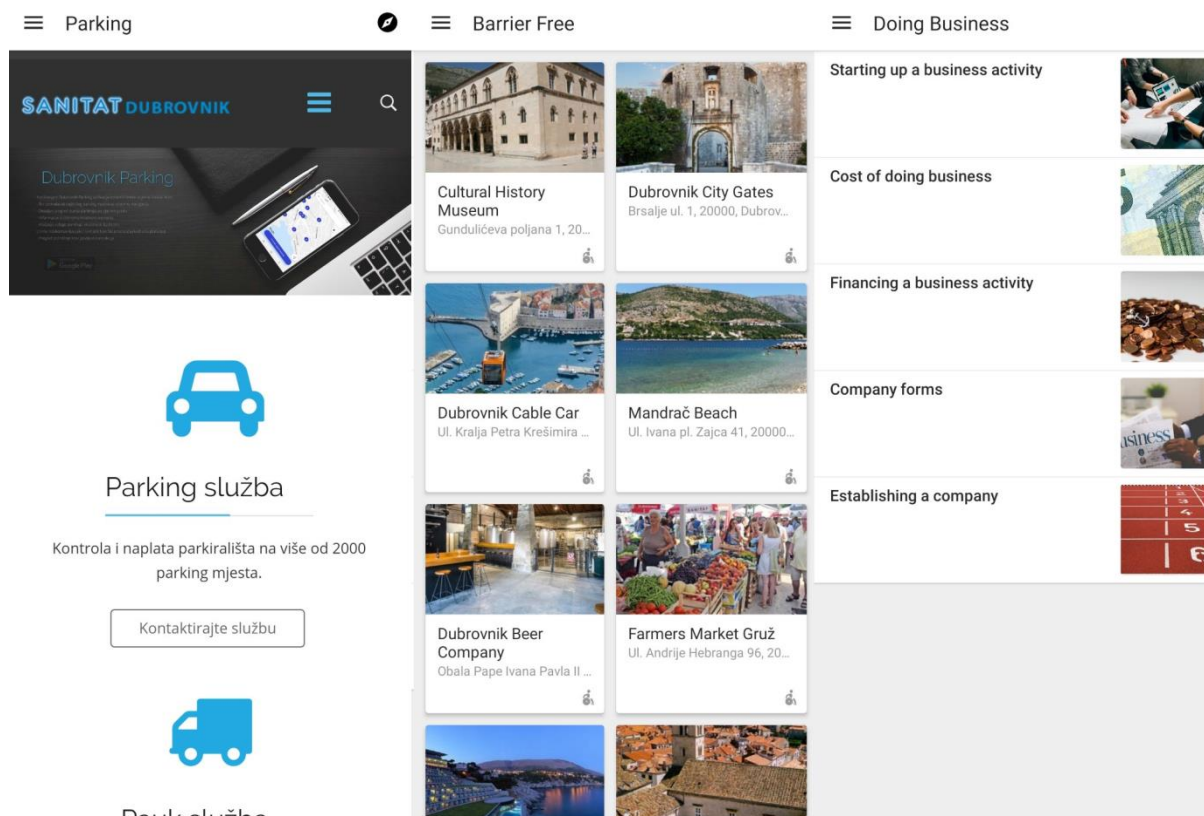 Parking
SANITAT DUBROVNIK
Dubrovnik Parking
Google Play
Parking služba
Kontrola i naplata parkirališta na više od 2000
parking mjesta.
Kontaktirajte službu
Barrier Free
Cultural History
Museum
Gundulićeva poljana 1, 20...
Dubrovnik City Gates
Brsalje ul. 1, 20000, Dubrov...
Dubrovnik Cable Car
Ul. Kralja Petra Krešimira ...
Mandrač Beach
Ul. Ivana pl. Zajca 41, 20000...
Dubrovnik Beer
Company
Obala Pape Ivana Pavla II ...
Farmers Market Gruž
Ul. Andrije Hebranga 96, 20...
Doing Business
Starting up a business activity
Cost of doing business
Financing a business activity
Company forms
Establishing a company
4
5